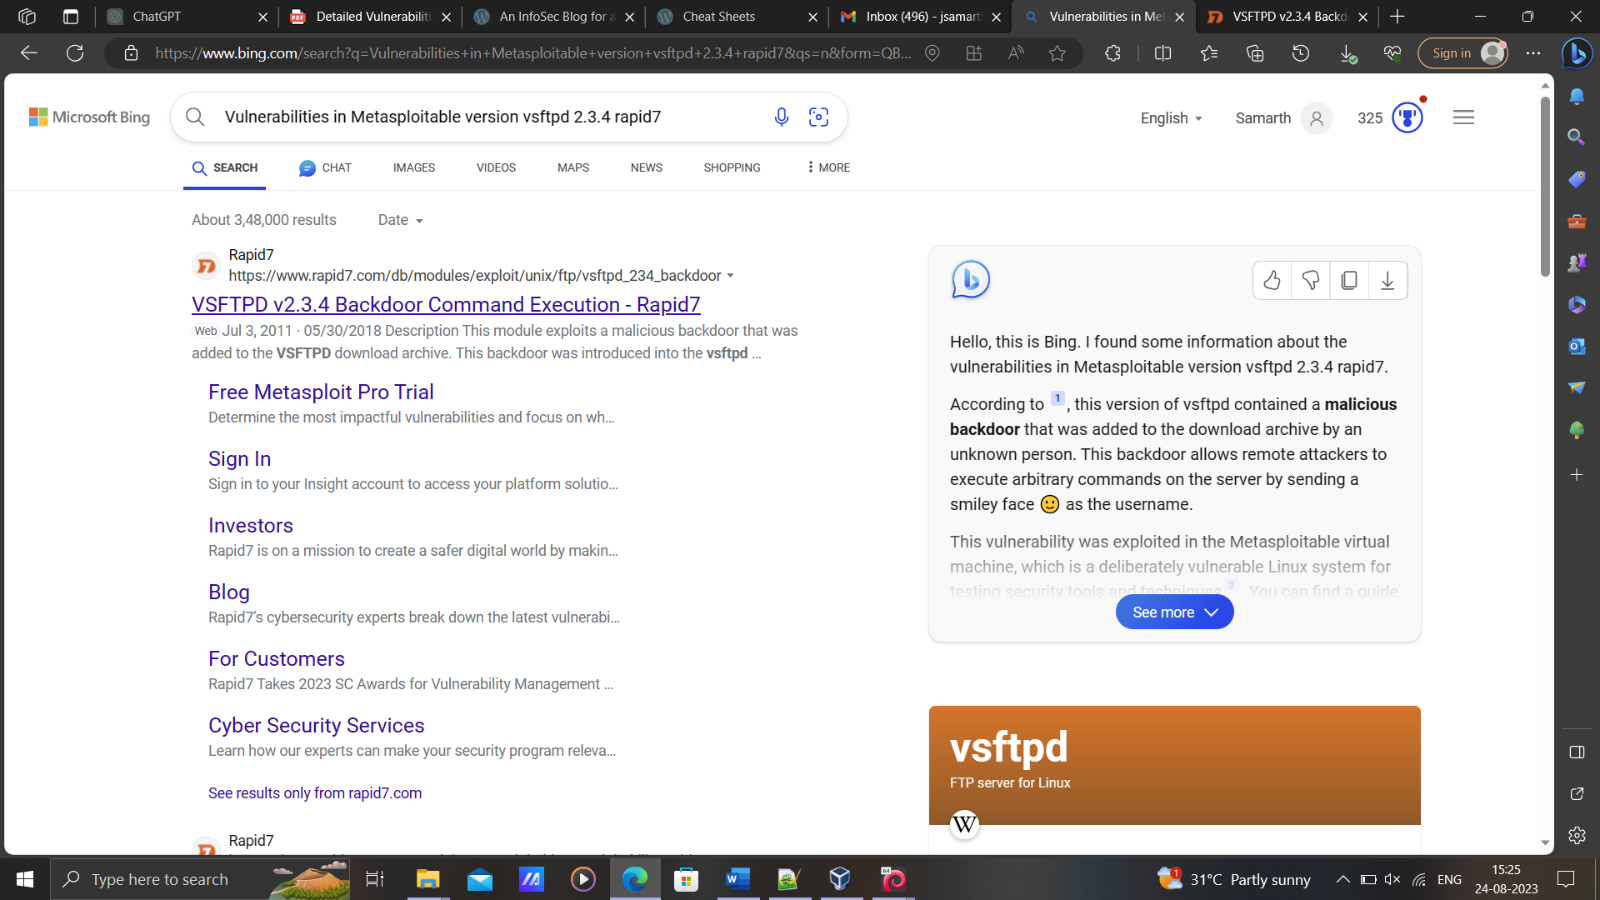 ChatGPT
Detailed Vulnerabiliti
An InfoSec Blog for a
Cheat Sheets
Inbox (496) - jsamart
Vulnerabilities in Met
VSFTPD v2.3.4 Backd
https://www.bing.com/search?q=Vulnerabilities+in+Metasploitable+version+vsftpd+2.3.4+rapid7&qs=n&form=QB...
Sign in
Microsoft Bing
Vulnerabilities in Metasploitable version vsftpd 2.3.4 rapid7
English
Samarth
325
SEARCH
CHAT
IMAGES
VIDEOS
MAPS
NEWS
SHOPPING
MORE
About 3,48,000 results
Date
Rapid7
https://www.rapid7.com/db/modules/exploit/unix/ftp/vsftpd_234_backdoor
VSFTPD v2.3.4 Backdoor Command Execution - Rapid7
Web Jul 3, 2011 · 05/30/2018 Description This module exploits a malicious backdoor that was
added to the VSFTPD download archive. This backdoor was introduced into the vsftpd ...
Free Metasploit Pro Trial
Determine the most impactful vulnerabilities and focus on wh...
Sign In
Sign in to your Insight account to access your platform solutio...
Investors
Rapid7 is on a mission to create a safer digital world by makin...
Blog
Rapid7's cybersecurity experts break down the latest vulnerabi...
For Customers
Rapid7 Takes 2023 SC Awards for Vulnerability Management ...
Cyber Security Services
Learn how our experts can make your security program releva...
See results only from rapid7.com
Rapid7
Hello, this is Bing. I found some information about the
vulnerabilities in Metasploitable version vsftpd 2.3.4 rapid7.
According to 1, this version of vsftpd contained a malicious
backdoor that was added to the download archive by an
unknown person. This backdoor allows remote attackers to
execute arbitrary commands on the server by sending a
smiley face 🙂 as the username.
This vulnerability was exploited in the Metasploitable virtual
machine, which is a deliberately vulnerable Linux system for
testing security tools and techniques 2. You can find a guide
See more
vsftpd
FTP server for Linux
W
Type here to search
1
31°C Partly sunny
ENG
15:25
24-08-2023